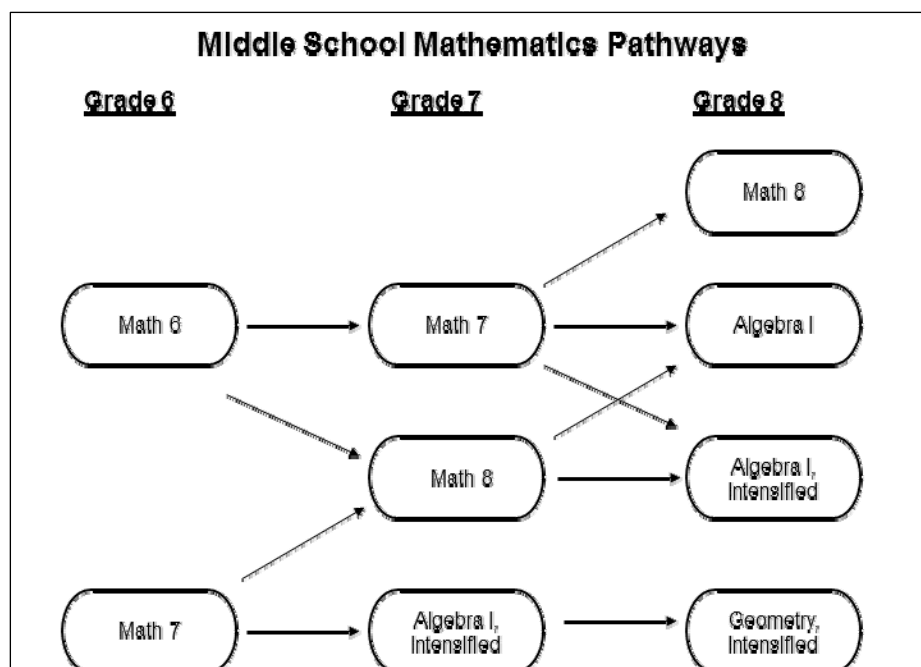 Middle School Mathematics Pathways
Grade 6
Grade 7
Grade 8
Math 8
Math 6
Math 7
Algebra I
Math 8
Algebra I,
Intensified
Math 7
Algebra I,
Intensified
Geometry,
Intensified